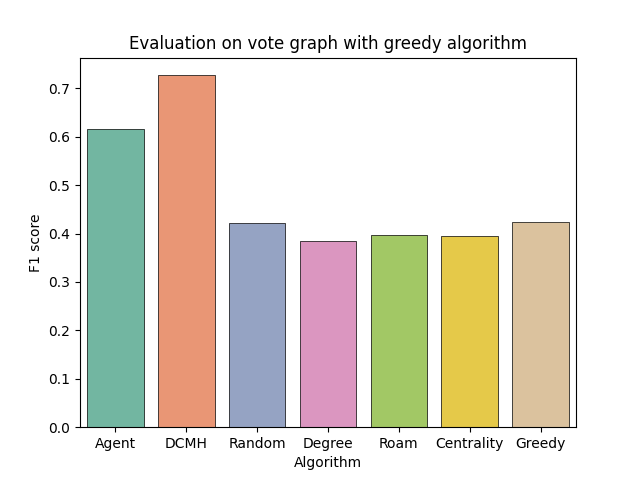 Evaluation on vote graph with greedy algorithm
F1 score
0.7
0.6
0.5
0.4
0.3
0.2
0.1
0.0
Agent DCMH Random Degree Roam Centrality Greedy
Algorithm